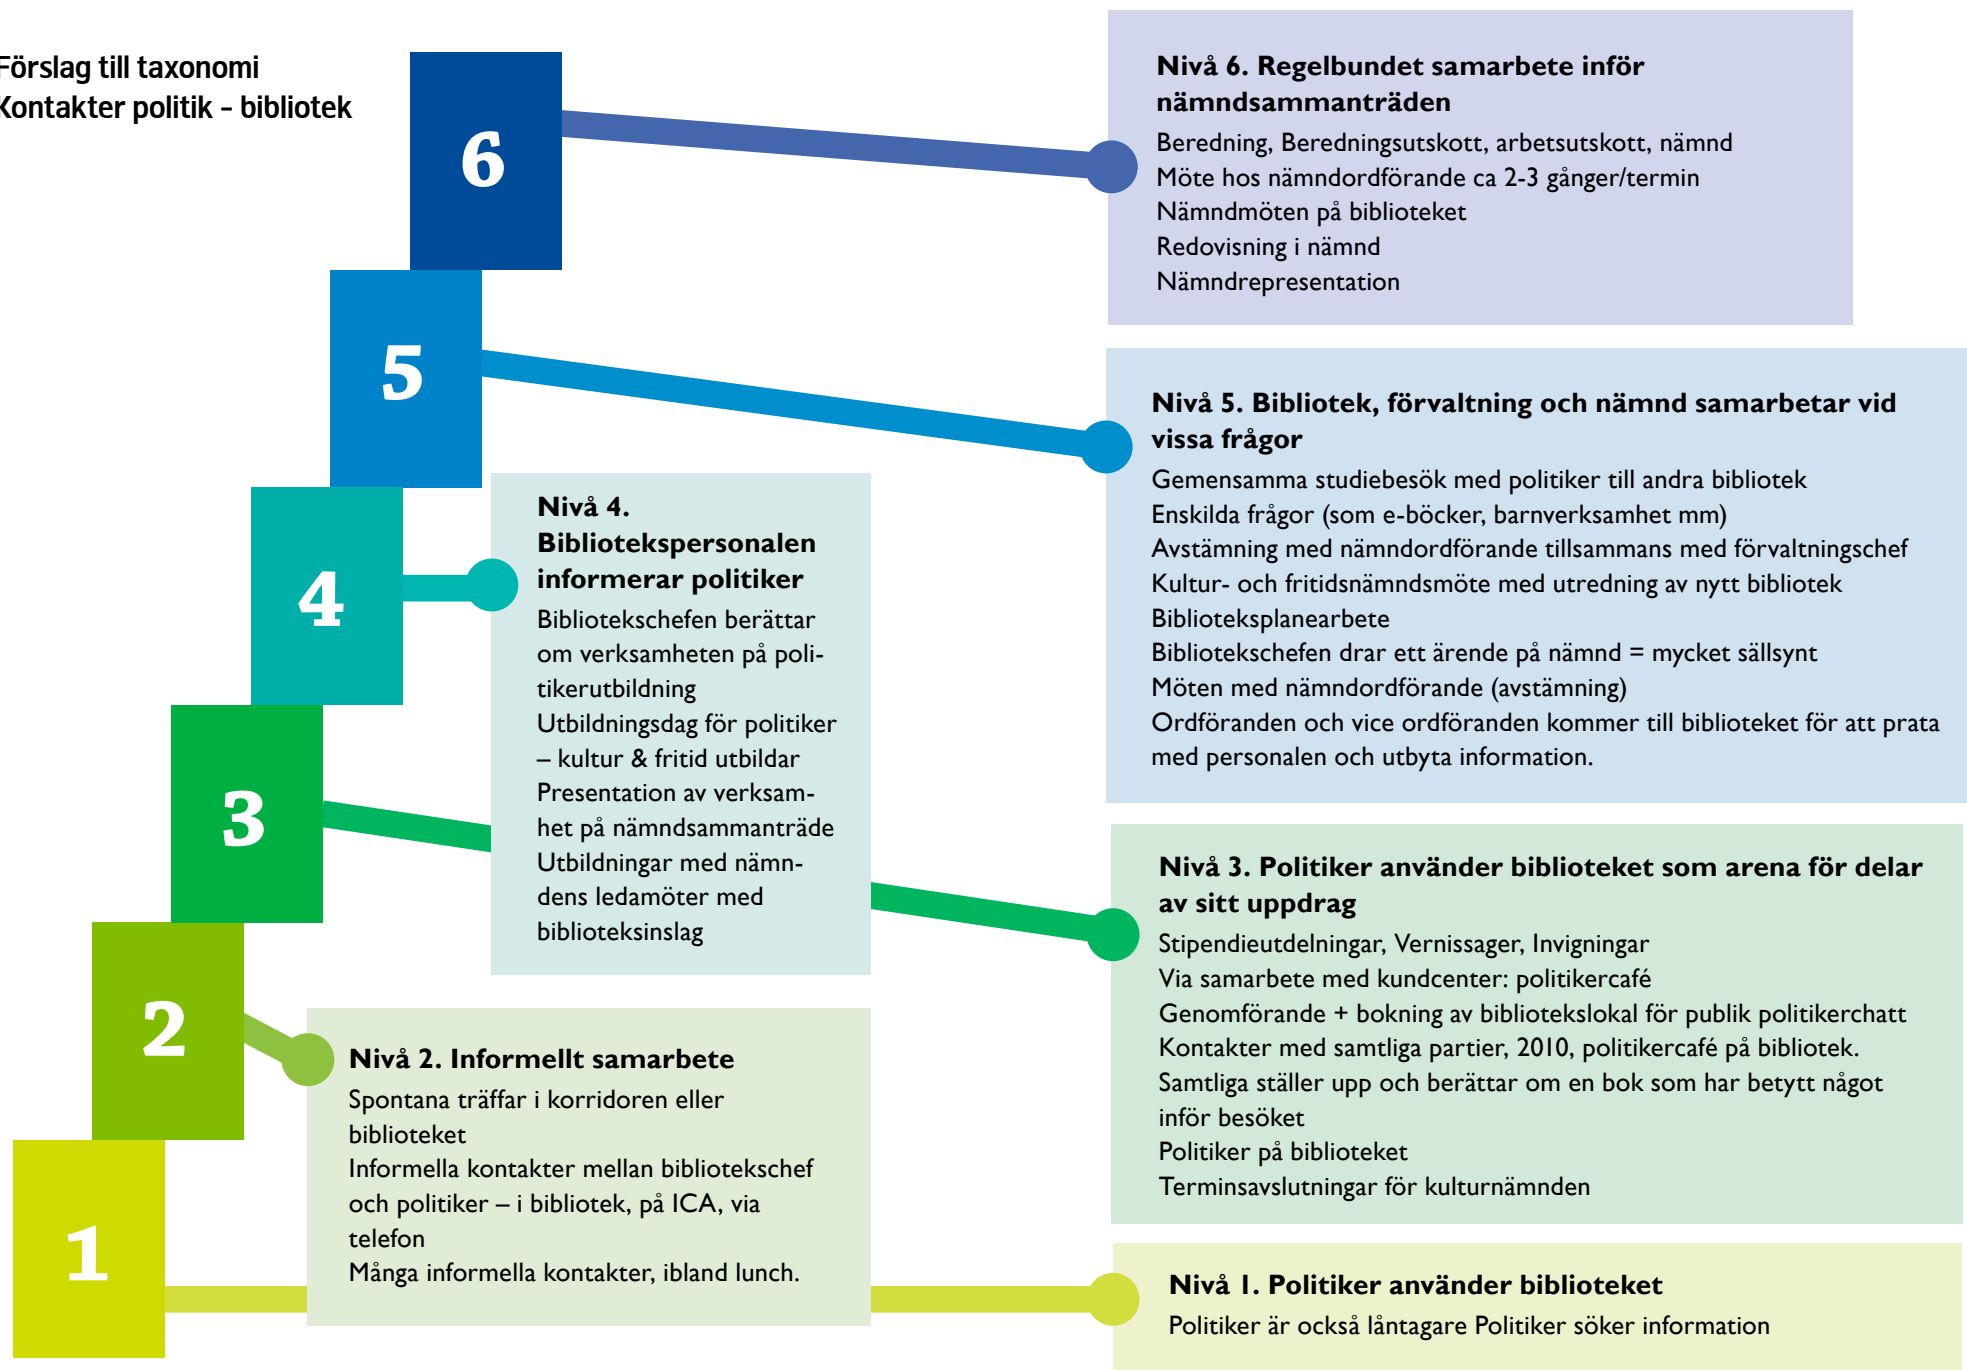 Förslag till taxonomi
Kontakter politik – bibliotek
6
Nivå 6. Regelbundet samarbete inför
nämndsammanträden
Beredning, Beredningsutskott, arbetsutskott, nämnd
Möte hos nämndordförande ca 2-3 gånger/termin
Nämndmöten på biblioteket
Redovisning i nämnd
Nämndrepresentation
5
Nivå 5. Bibliotek, förvaltning och nämnd samarbetar vid
vissa frågor
Gemensamma studiebesök med politiker till andra bibliotek
Enskilda frågor (som e-böcker, barnverksamhet mm)
Avstämning med nämndordförande tillsammans med förvaltningschef
Kultur- och fritidsnämndsmöte med utredning av nytt bibliotek
Biblioteksplanearbete
Bibliotekschefen drar ett ärende på nämnd = mycket sällsynt
Möten med nämndordförande (avstämning)
Ordföranden och vice ordföranden kommer till biblioteket för att prata
med personalen och utbyta information.
4
Nivå 4.
Bibliotekspersonalen
informerar politiker
Bibliotekschefen berättar
om verksamheten på poli-
tikerutbildning
Utbildningsdag för politiker
– kultur & fritid utbildar
Presentation av verksam-
het på nämndsammanträde
Utbildningar med nämn-
dens ledamöter med
biblioteksinslag
3
Nivå 3. Politiker använder biblioteket som arena för delar
av sitt uppdrag
Stipendieutdelningar, Vernissager, Invigningar
Via samarbete med kundcenter: politikercafé
Genomförande + bokning av bibliotekslokal för publik politikerchatt
Kontakter med samtliga partier, 2010, politikercafé på bibliotek.
Samtliga ställer upp och berättar om en bok som har betytt något
inför besöket
Politiker på biblioteket
Terminsavslutningar för kulturnämnden
2
Nivå 2. Informellt samarbete
Spontana träffar i korridoren eller
biblioteket
Informella kontakter mellan bibliotekschef
och politiker – i bibliotek, på ICA, via
telefon
Många informella kontakter, ibland lunch.
1
Nivå 1. Politiker använder biblioteket
Politiker är också låntagare Politiker söker information